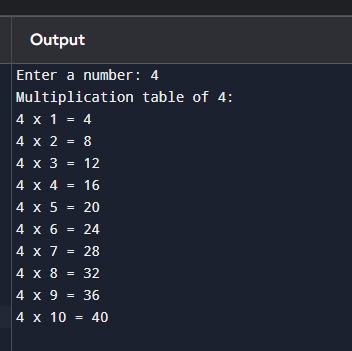 Output
Enter a number: 4
Multiplication table of 4:
4 x 1 = 4
4 x 2 = 8
4 x 3 = 12
4 x 4 = 16
4 x 5 = 20
4 x 6 = 24
4 x 7 = 28
4 x 8 = 32
4 x 9 = 36
4 x 10 = 40